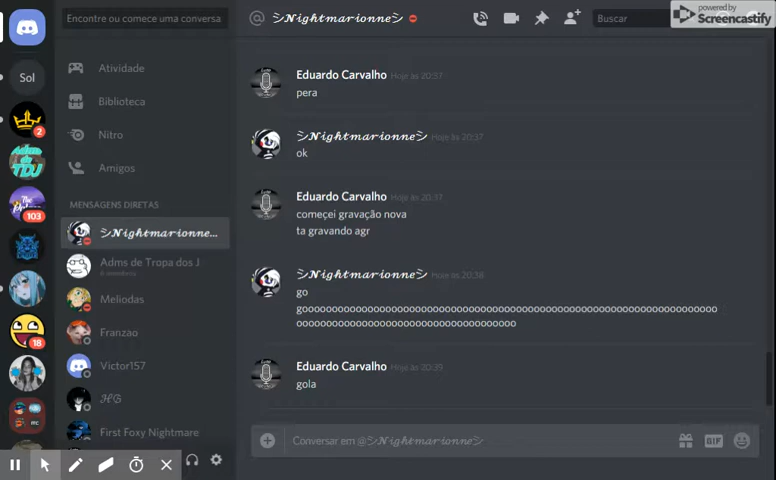 Encontre ou comece uma conversa
シ𝓝𝓲𝓰𝓱𝓽𝓶𝓪𝓻𝓲𝓸𝓷𝓷𝓮シ
Buscar
powered by
Screencastify
Sol
2
103
18
Atividade
Biblioteca
Nitro
Amigos
MENSAGENS DIRETAS
シ𝓝𝓲𝓰𝓱𝓽𝓶𝓪𝓻𝓲𝓸𝓷𝓷𝓮...
Adms de Tropa dos J
Meliodas
Franzao
Victor157
ℋ𝒢
First Foxy Nightmare
Eduardo Carvalho Hoje às 20:37
pera
シ𝓝𝓲𝓰𝓱𝓽𝓶𝓪𝓻𝓲𝓸𝓷𝓷𝓮シ Hoje às 20:37
ok
Eduardo Carvalho Hoje às 20:37
começei gravação nova
ta gravando agr
シ𝓝𝓲𝓰𝓱𝓽𝓶𝓪𝓻𝓲𝓸𝓷𝓷𝓮シ Hoje às 20:38
go
goooooooooooooooooooooooooooooooooooooooooooooooooooooooooooooooooo
ooooooooooooooooooooooooooooooooooo
Eduardo Carvalho Hoje às 20:39
gola
Conversar em @シ𝓝𝓲𝓰𝓱𝓽𝓶𝓪𝓻𝓲𝓸𝓷𝓷𝓮シ
GIF